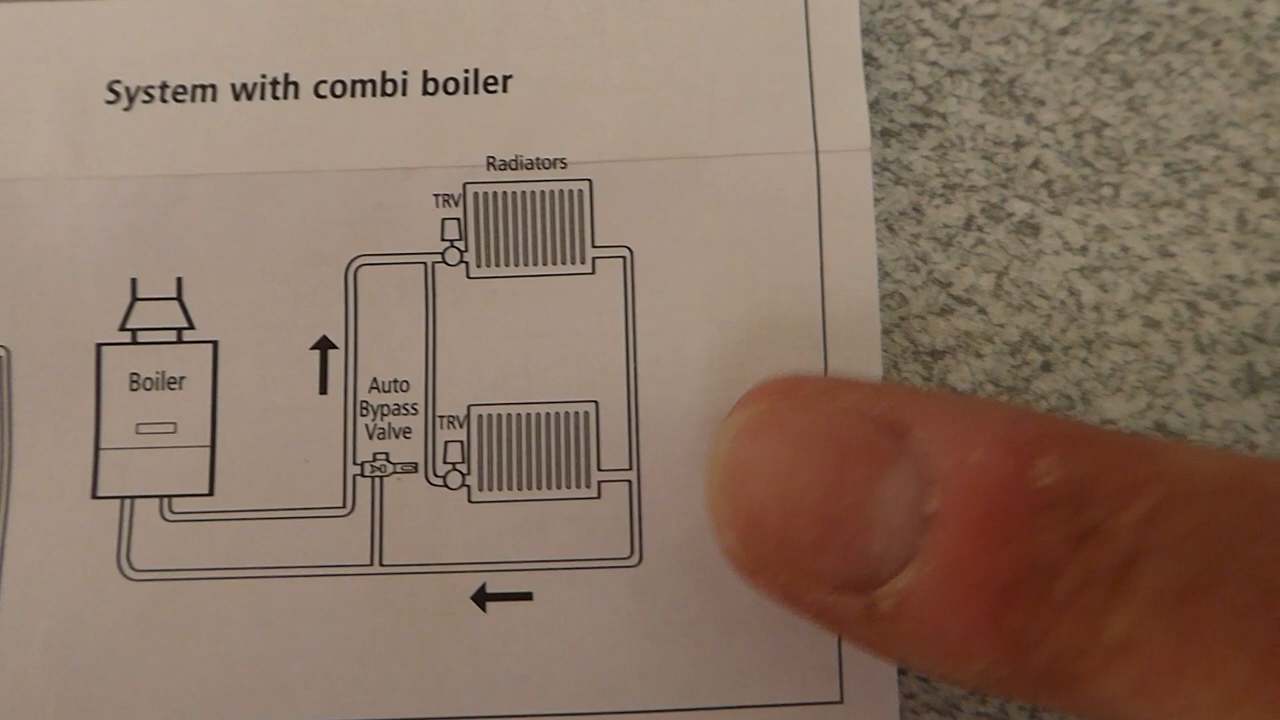 System with combi boiler
Radiators
TRV
Boiler
Auto
Bypass
Valve
TRV